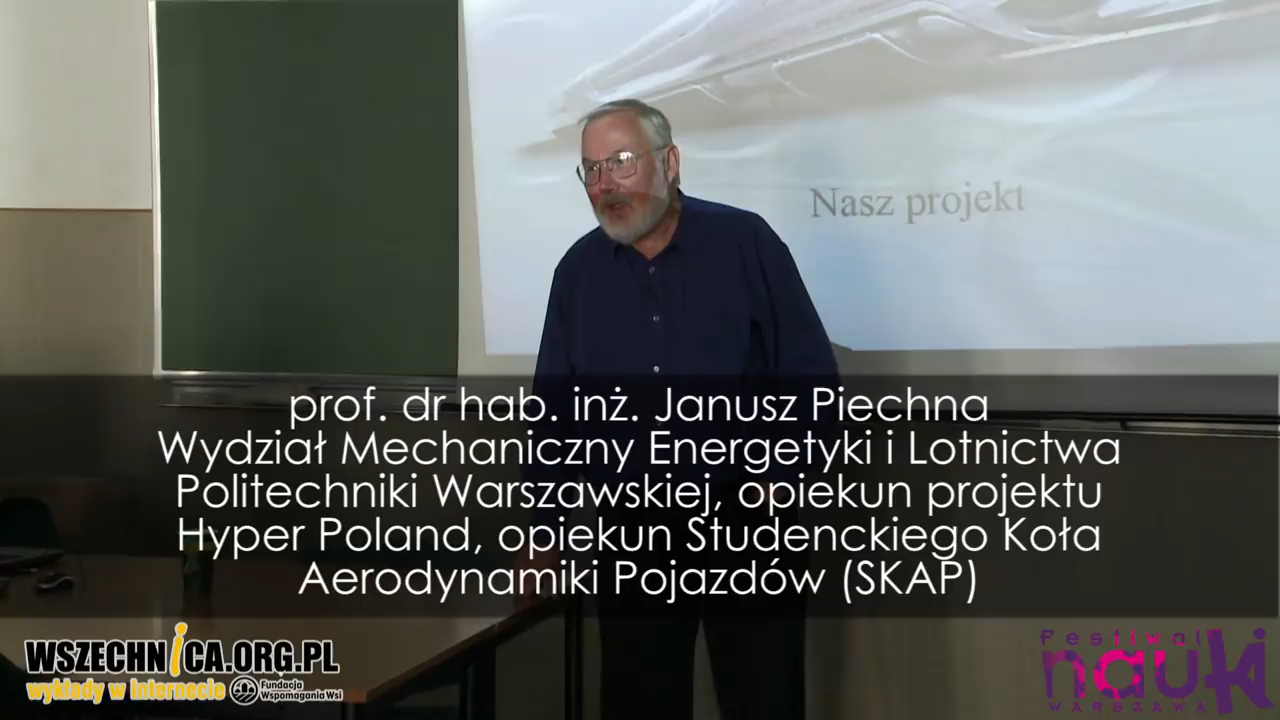 Nasz projekt
prof. dr hab. inż. Janusz Piechna
Wydział Mechaniczny Energetyki i Lotnictwa
Politechniki Warszawskiej, opiekun projektu
Hyper Poland, opiekun Studenckiego Koła
Aerodynamiki Pojazdów (SKAP)
WSZECHNICA.ORG.PL
wykłady w internecie
Fundacja
Wspomagania Wsi
Festiwal
nauki
WARSZAWA